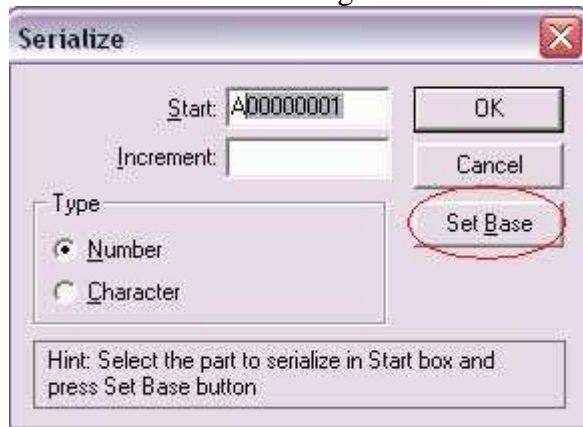 Serialize
Start: A00000001 OK
Increment: Cancel
Type
Set Base
Number
Character
Hint: Select the part to serialize in Start box and
press Set Base button